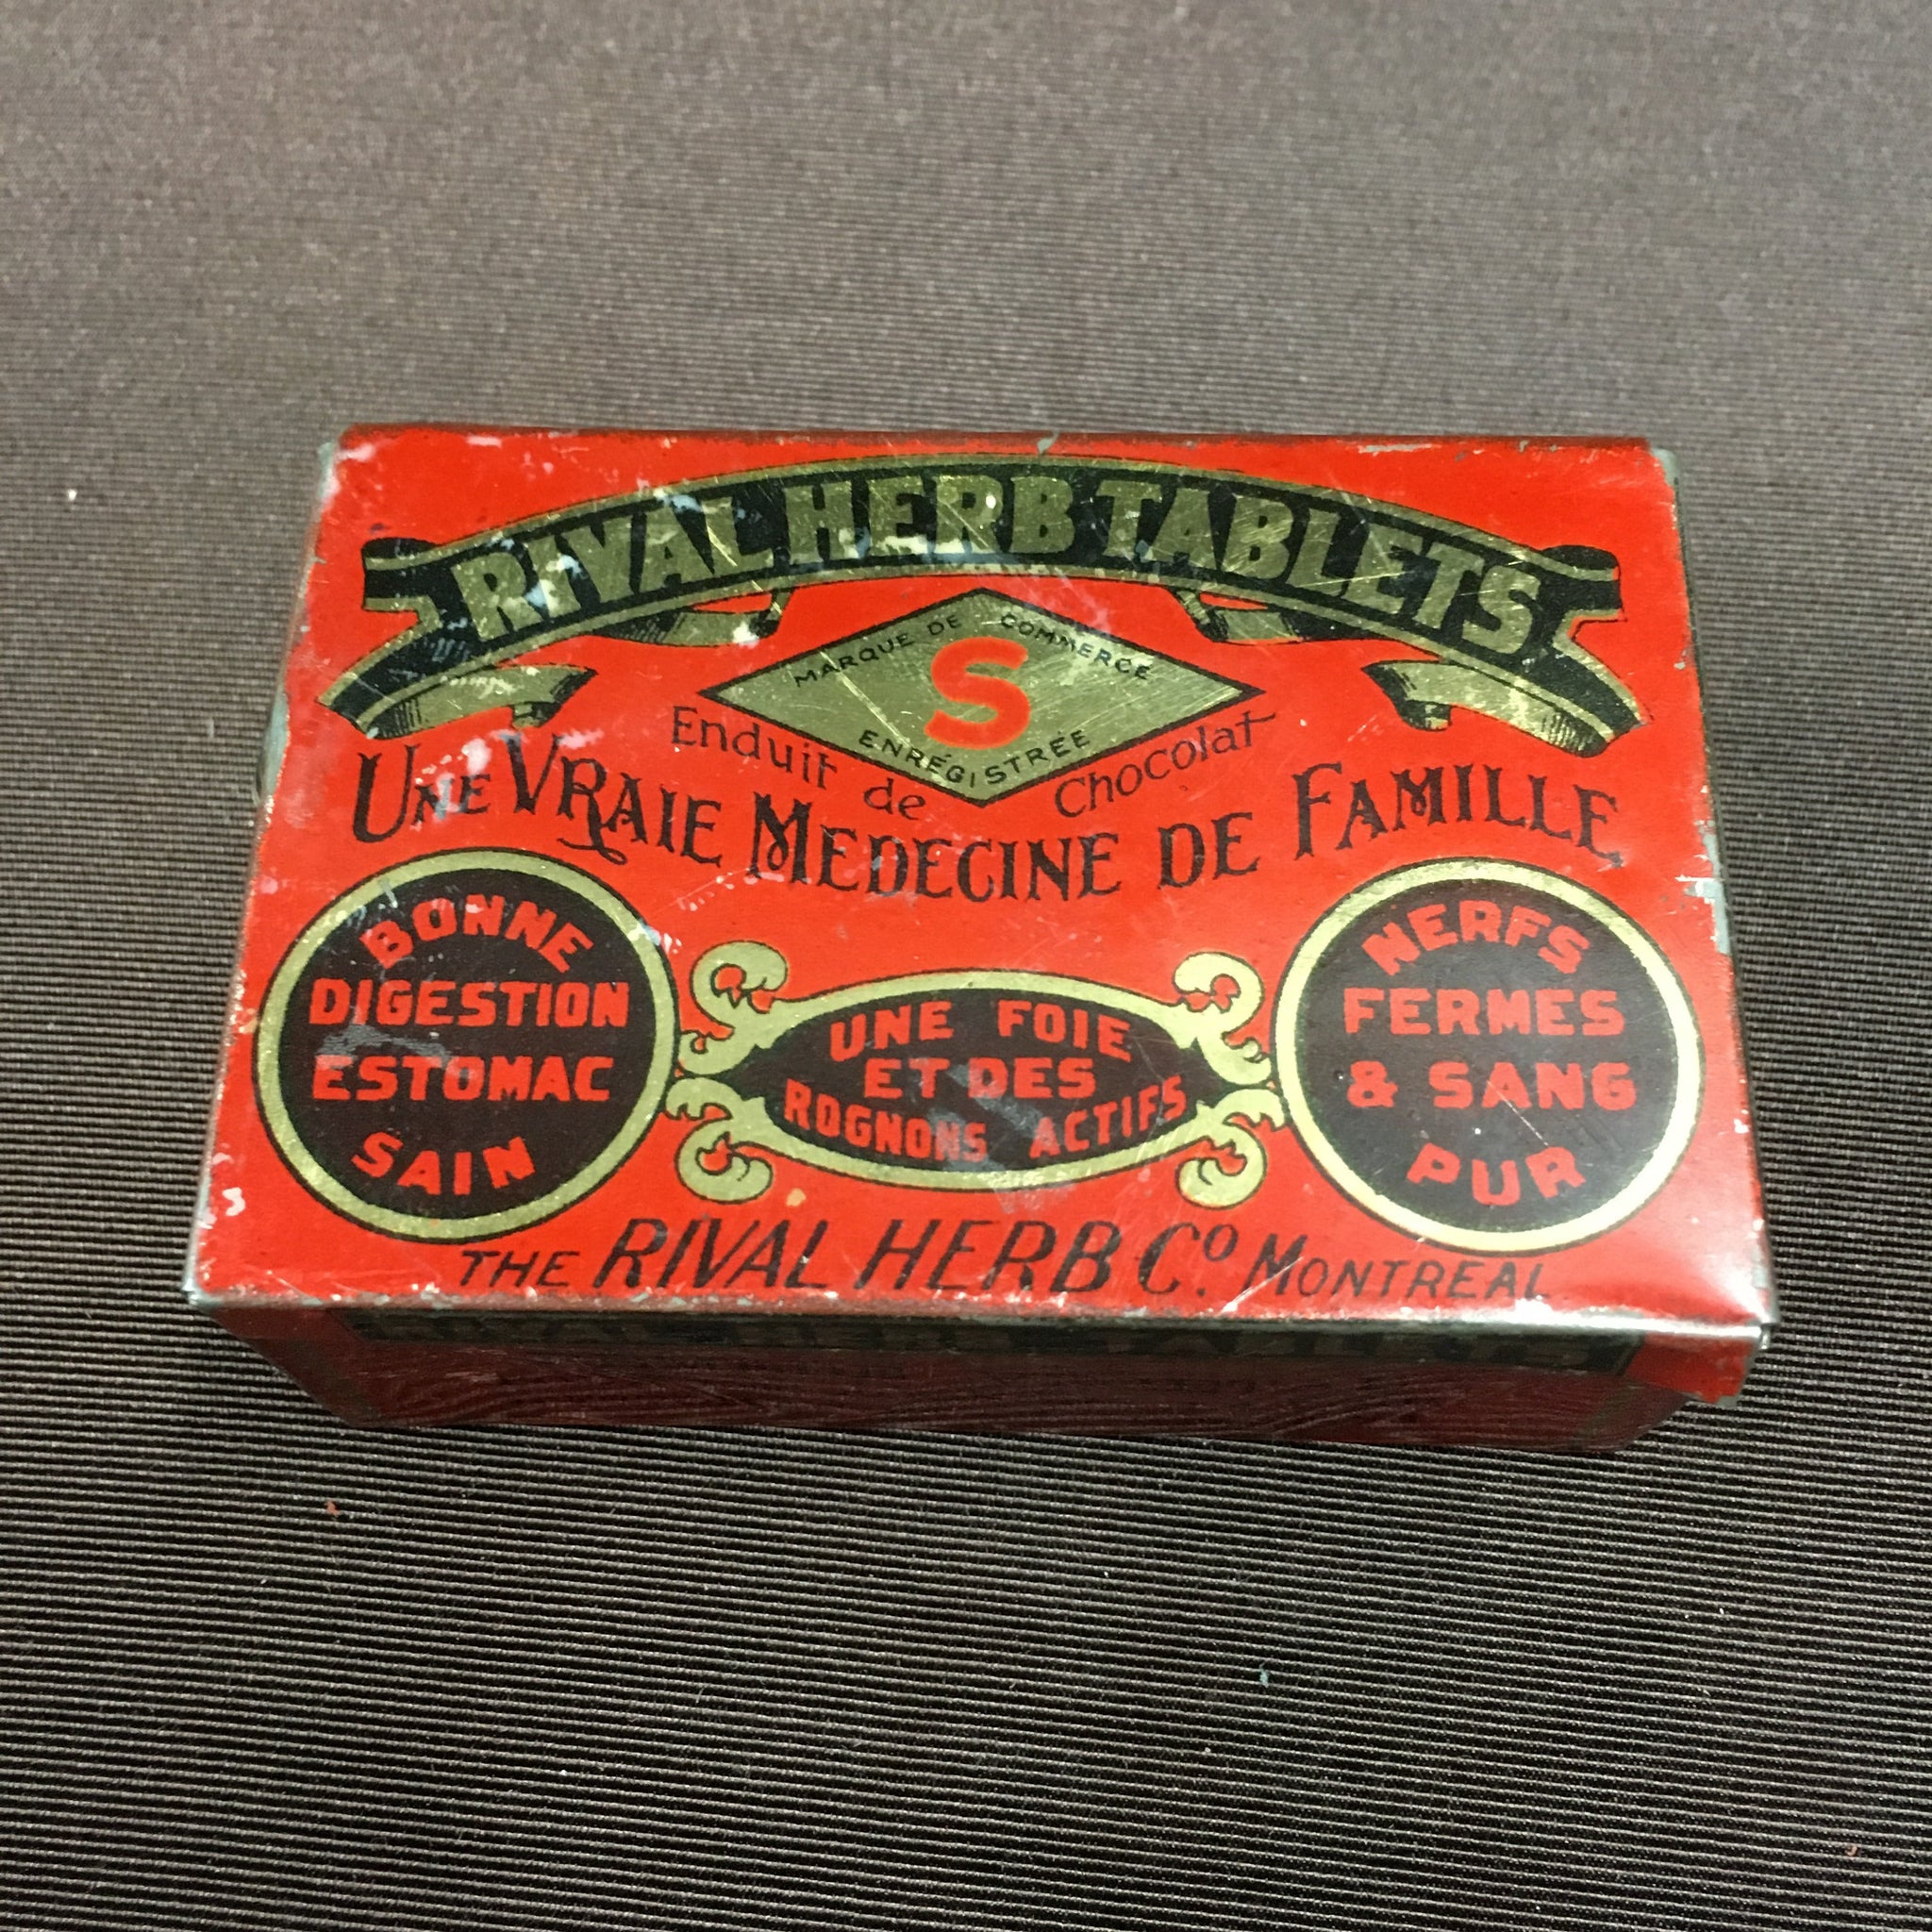 RIVAL HERB TABLETS
MARQUE DE COMMERCE
S
ENRÉGISTRÉE
Enduit de Chocolat
UNE VRAIE MEDECINE DE FAMILLE
BONNE
DIGESTION
ESTOMAC
SAIN
UNE FOIE
ET DES
ROGNONS ACTIFS
NERFS
FERMES
& SANG
PUR
THE RIVAL HERB CO. MONTREAL